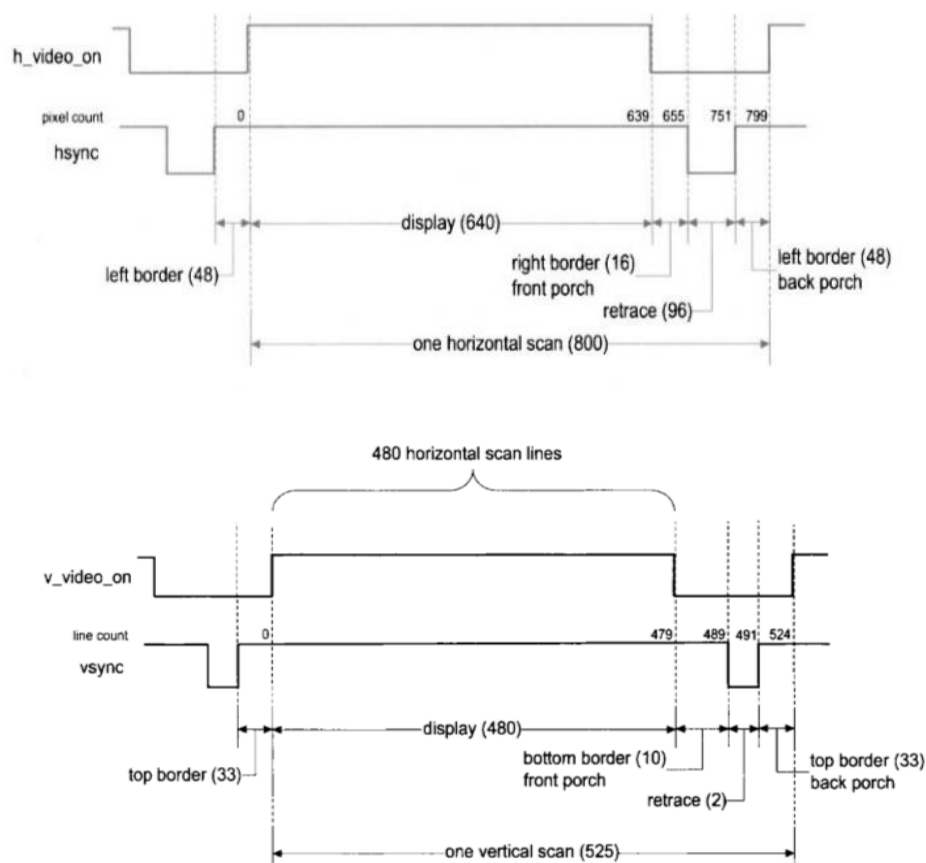 h_video_on
pixel count 0 639 655 751 799
hsync
display (640)
left border (48)
right border (16)
front porch
left border (48)
back porch
retrace (96)
one horizontal scan (800)
480 horizontal scan lines
v_video_on
line count 0 479 489 491 524
vsync
display (480)
top border (33)
bottom border (10)
front porch
top border (33)
back porch
retrace (2)
one vertical scan (525)